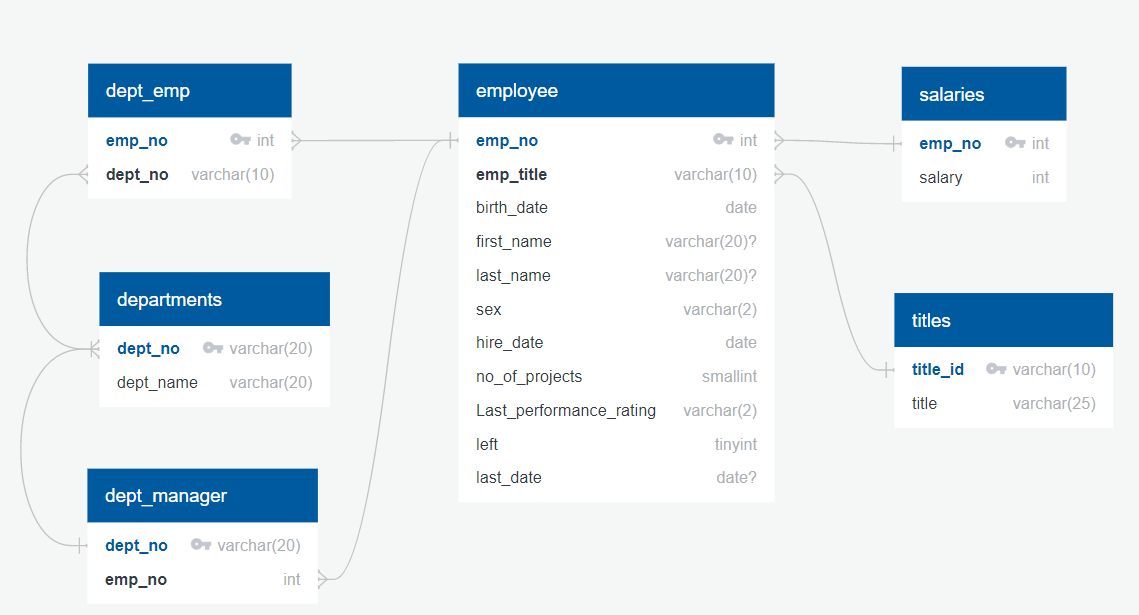 dept_emp
emp_no int
dept_no varchar(10)
departments
dept_no varchar(20)
dept_name varchar(20)
dept_manager
dept_no varchar(20)
emp_no int
employee
emp_no int
emp_title varchar(10)
birth_date date
first_name varchar(20)?
last_name varchar(20)?
sex varchar(2)
hire_date date
no_of_projects smallint
Last_performance_rating varchar(2)
left tinyint
last_date date?
salaries
emp_no int
salary int
titles
title_id varchar(10)
title varchar(25)